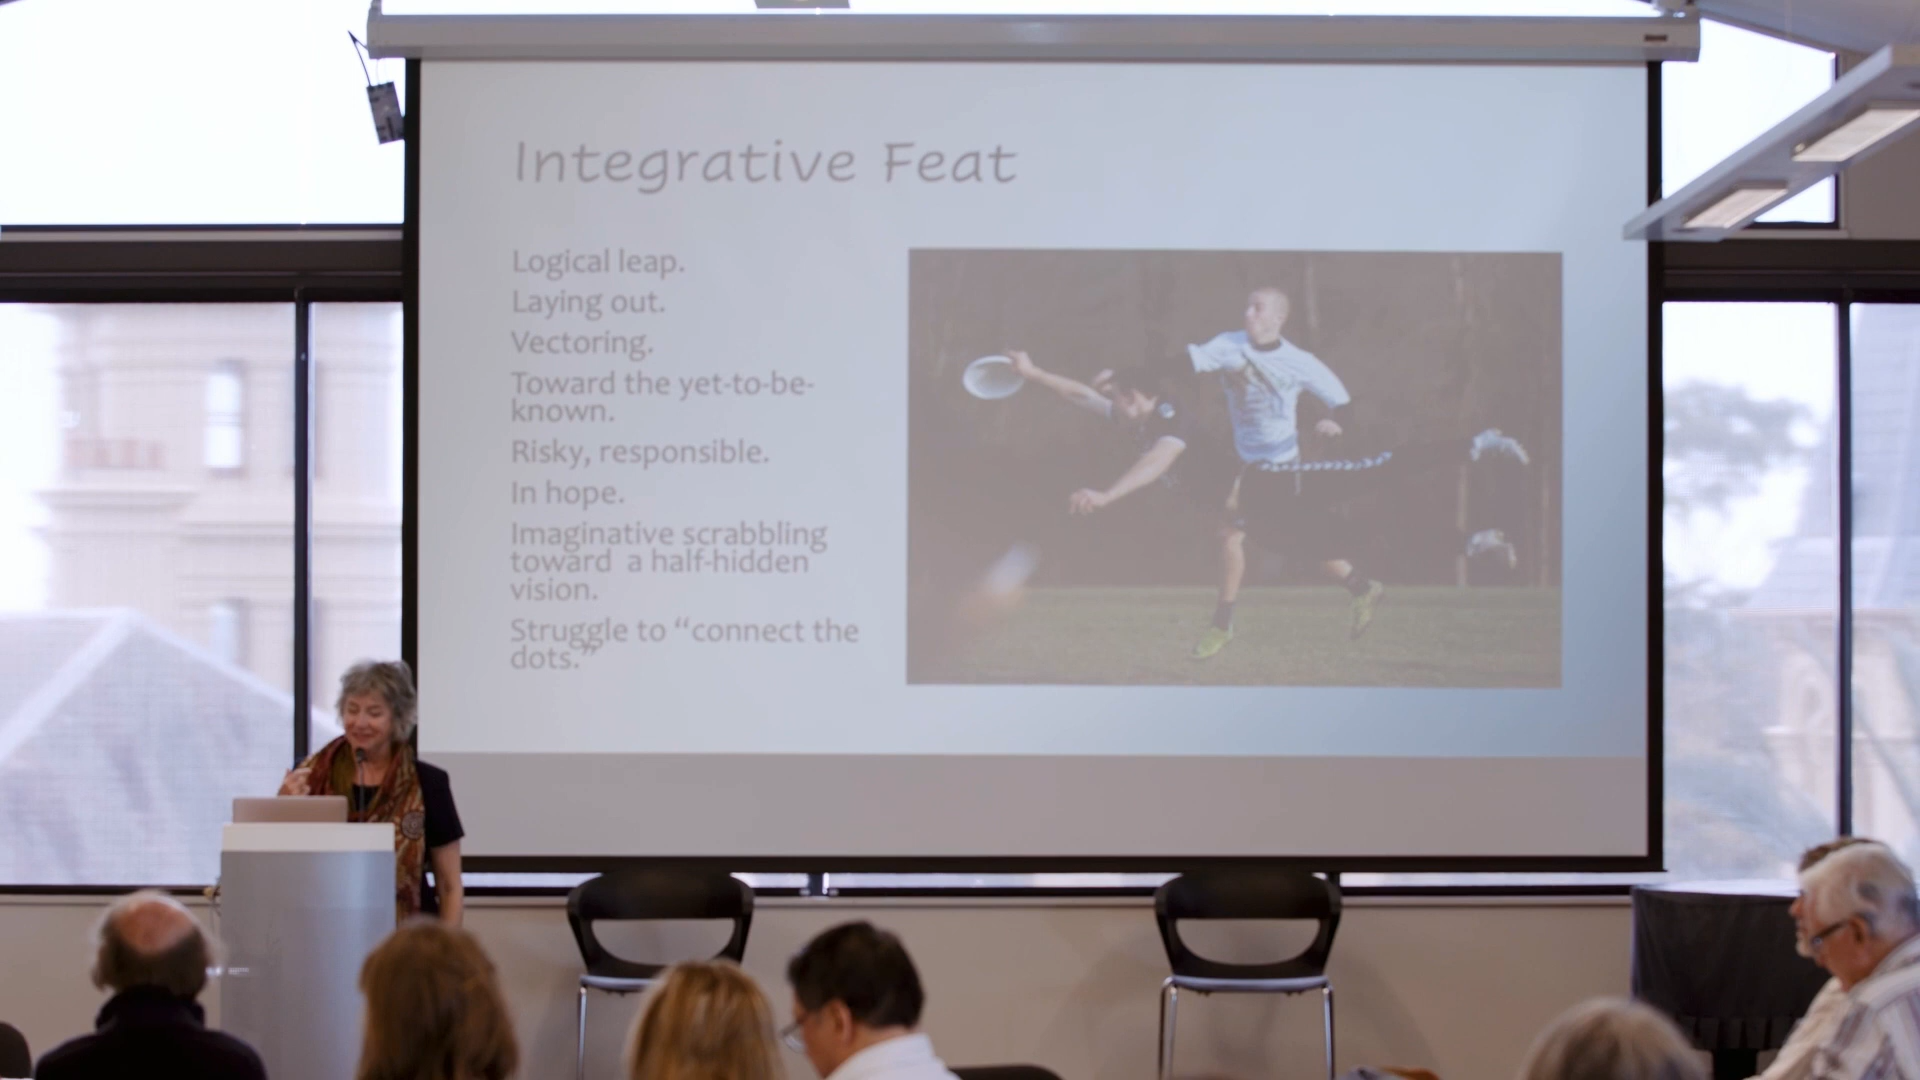 Integrative Feat
Logical leap.
Laying out.
Vectoring.
Toward the yet-to-be-
known.
Risky, responsible.
In hope.
Imaginative scrabbling
toward a half-hidden
vision.
Struggle to “connect the
dots.”